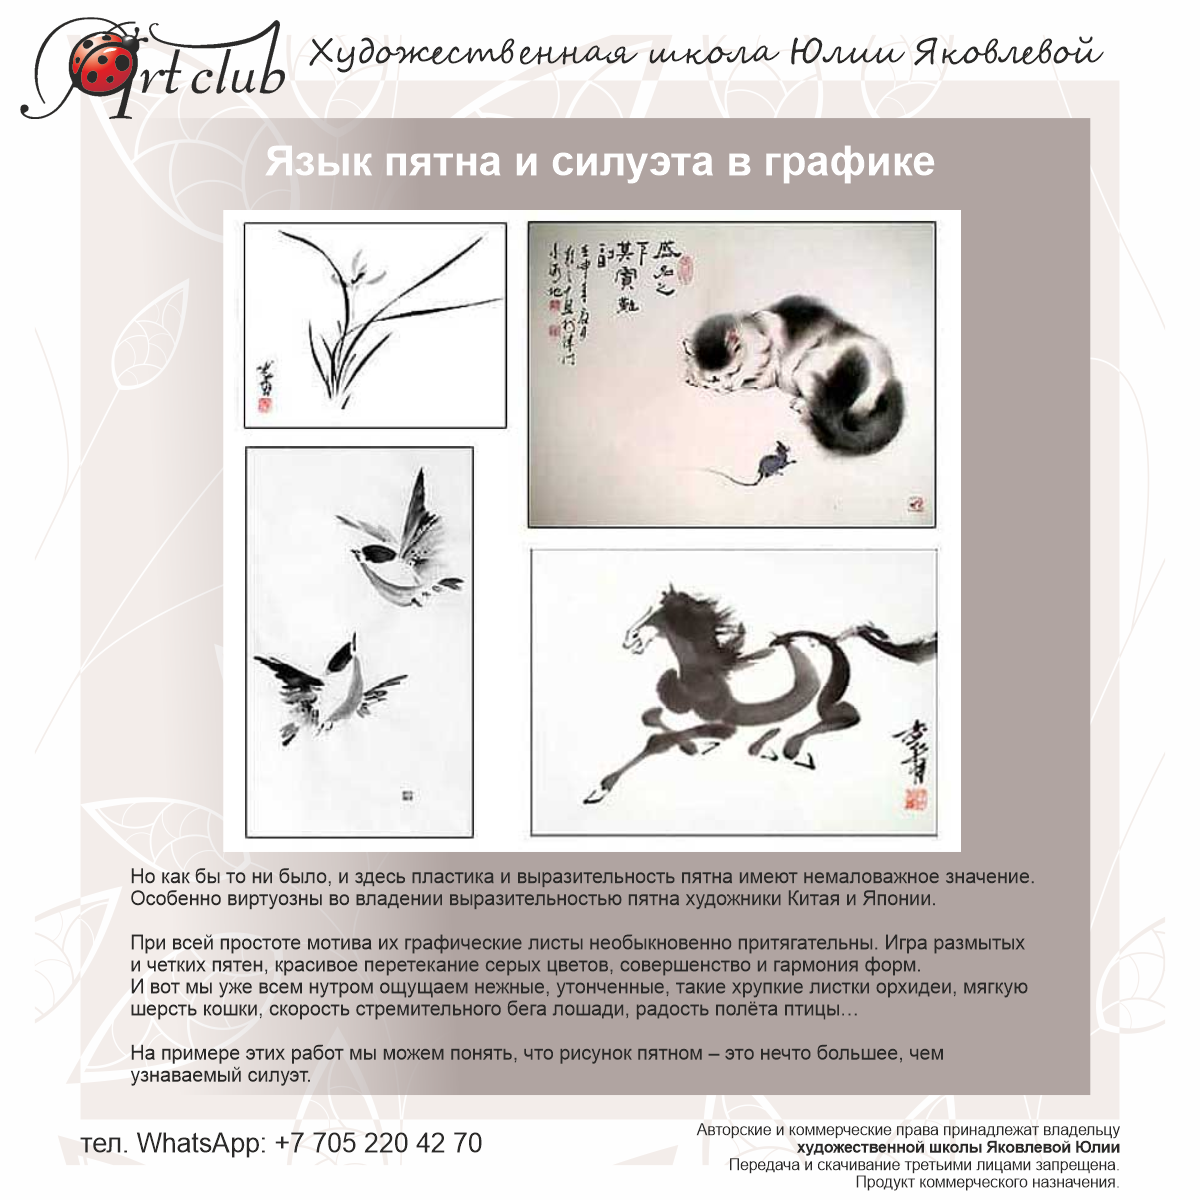 Art club
Художественная школа Юлии Яковлевой
Язык пятна и силуэта в графике
Но как бы то ни было, и здесь пластика и выразительность пятна имеют немаловажное значение.
Особенно виртуозны во владении выразительностью пятна художники Китая и Японии.
При всей простоте мотива их графические листы необыкновенно притягательны. Игра размытых
и четких пятен, красивое перетекание серых цветов, совершенство и гармония форм.
И вот мы уже всем нутром ощущаем нежные, утонченные, такие хрупкие листки орхидеи, мягкую
шерсть кошки, скорость стремительного бега лошади, радость полёта птицы…
На примере этих работ мы можем понять, что рисунок пятном – это нечто большее, чем
узнаваемый силуэт.
тел. WhatsApp: +7 705 220 42 70
Авторские и коммерческие права принадлежат владельцу
художественной школы Яковлевой Юлии
Передача и скачивание третьими лицами запрещена.
Продукт коммерческого назначения.